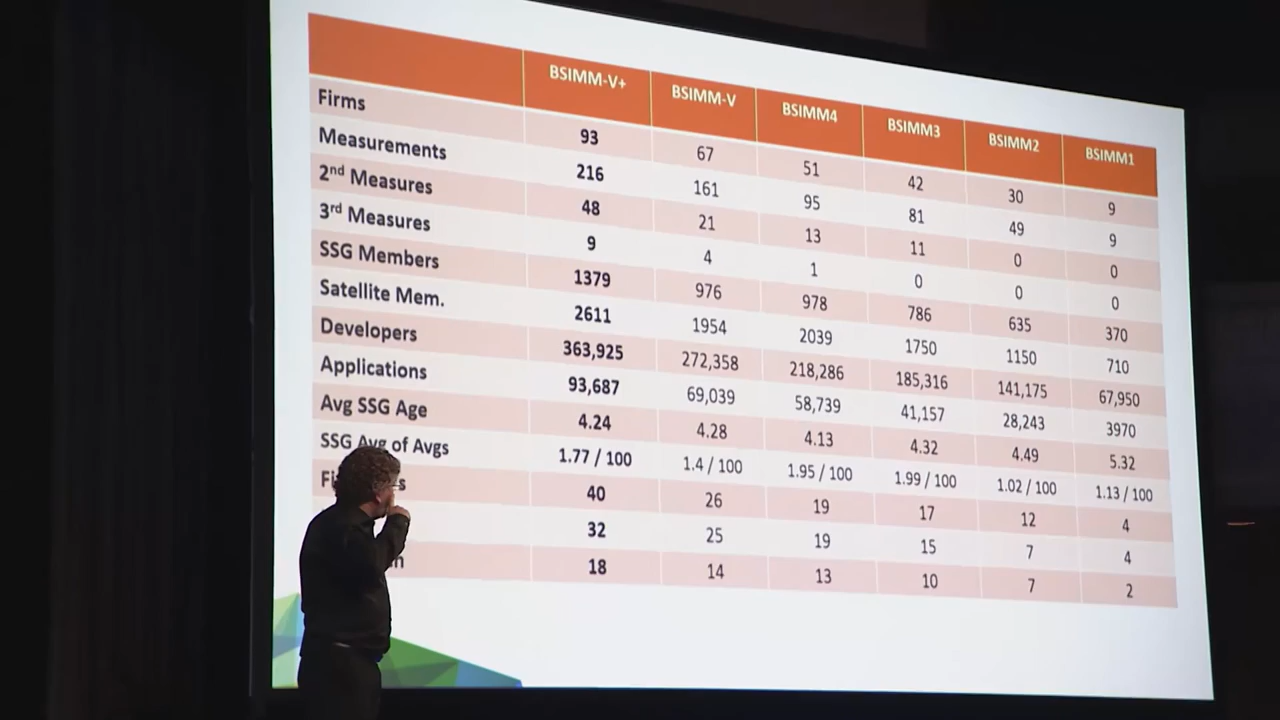 BSIMM-V+ BSIMM-V BSIMM4 BSIMM3 BSIMM2 BSIMM1
Firms 93 67 51 42 30 9
Measurements 216 161 95 81 49 9
2nd Measures 48 21 13 11 0 0
3rd Measures 9 4 1 0 0 0
SSG Members 1379 976 978 786 635 370
Satellite Mem. 2611 1954 2039 1750 1150 710
Developers 363,925 272,358 218,286 185,316 141,175 67,950
Applications 93,687 69,039 58,739 41,157 28,243 3970
Avg SSG Age 4.24 4.28 4.13 4.32 4.49 5.32
SSG Avg of Avgs 1.77 / 100 1.4 / 100 1.95 / 100 1.99 / 100 1.02 / 100 1.13 / 100
40 26 19 17 12 4
32 25 19 15 7 4
18 14 13 10 7 2